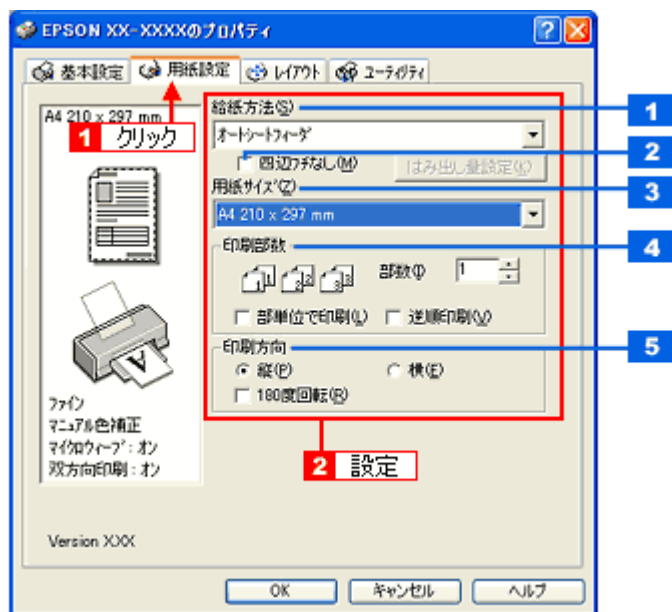 EPSON XX-XXXXのプロパティ
基本設定 用紙設定 レイアウト ユーティリティ
A4 210 x 297 mm
1 クリック
給紙方法(S)
1
オートシートフィーダ
四辺フチなし(M)
はみ出し量設定(K)
2
用紙サイズ(Z)
3
A4 210 x 297 mm
印刷部数
4
部数(I) 1
部単位で印刷(L) 逆順印刷(V)
印刷方向
5
縦(P) 横(E)
180度回転(R)
2 設定
ファイン
マニュアル色補正
マイクロウィーブ:オン
双方向印刷:オン
Version XXX
OK キャンセル ヘルプ